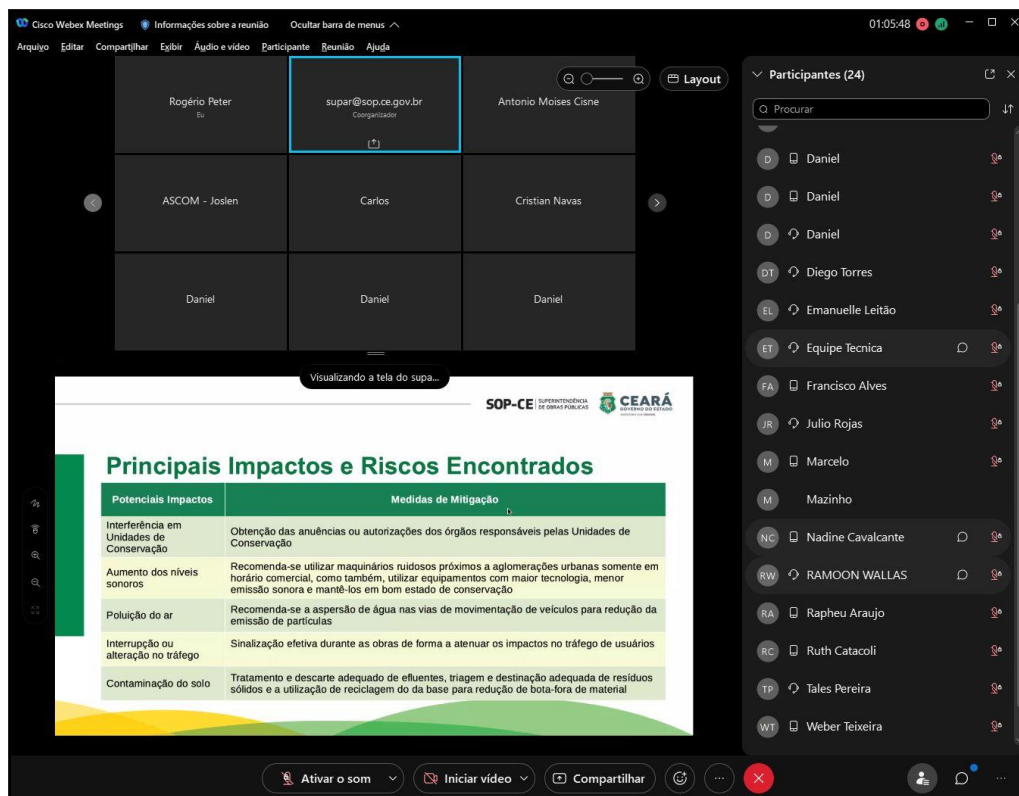 Cisco Webex Meetings
Informações sobre a reunião
Ocultar barra de menus
01:05:48
Arquivo Editar Compartilhar Exibir Áudio e vídeo Participante Reunião Ajuda
Layout
Rogério Peter
Eu
supar@sop.ce.gov.br
Coorganizador
Antonio Moises Cisne
ASCOM - Joslen
Carlos
Cristian Navas
Daniel
Daniel
Daniel
Visualizando a tela do supa...
SOP-CE SUPERINTENDÊNCIA
DE OBRAS PÚBLICAS
CEARÁ
GOVERNO DO ESTADO
Principais Impactos e Riscos Encontrados
Potenciais Impactos
Medidas de Mitigação
Interferência em
Unidades de
Conservação
Obtenção das anuências ou autorizações dos órgãos responsáveis pelas Unidades de
Conservação
Aumento dos níveis
sonoros
Recomenda-se utilizar maquinários ruidosos próximos a aglomerações urbanas somente em
horário comercial, como também, utilizar equipamentos com maior tecnologia, menor
emissão sonora e mantê-los em bom estado de conservação
Poluição do ar
Recomenda-se a aspersão de água nas vias de movimentação de veículos para redução da
emissão de partículas
Interrupção ou
alteração no tráfego
Sinalização efetiva durante as obras de forma a atenuar os impactos no tráfego de usuários
Contaminação do solo
Tratamento e descarte adequado de efluentes, triagem e destinação adequada de resíduos
sólidos e a utilização de reciclagem do da base para redução de bota-fora de material
Participantes (24)
Procurar
D Daniel
D Daniel
D Daniel
DT Diego Torres
EL Emanuelle Leitão
ET Equipe Tecnica
FA Francisco Alves
JR Julio Rojas
M Marcelo
M Mazinho
NC Nadine Cavalcante
RW RAMOON WALLAS
RA Rapheu Araujo
RC Ruth Catacoli
TP Tales Pereira
WT Weber Teixeira
Ativar o som
Iniciar vídeo
Compartilhar